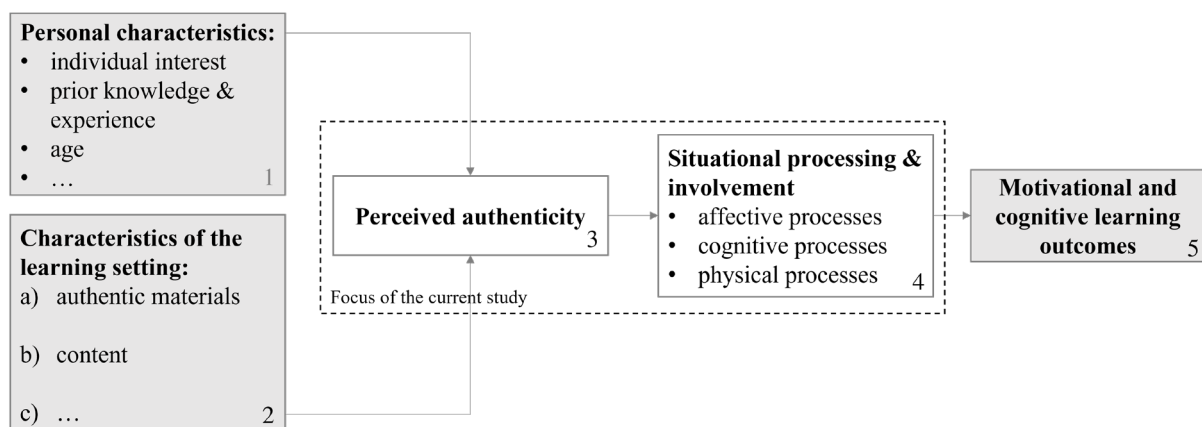 Personal characteristics:
• individual interest
• prior knowledge &
experience
• age
• …
1
Characteristics of the
learning setting:
a) authentic materials
b) content
c) …
2
Perceived authenticity
3
Focus of the current study
Situational processing &
involvement
• affective processes
• cognitive processes
• physical processes
4
Motivational and
cognitive learning
outcomes
5